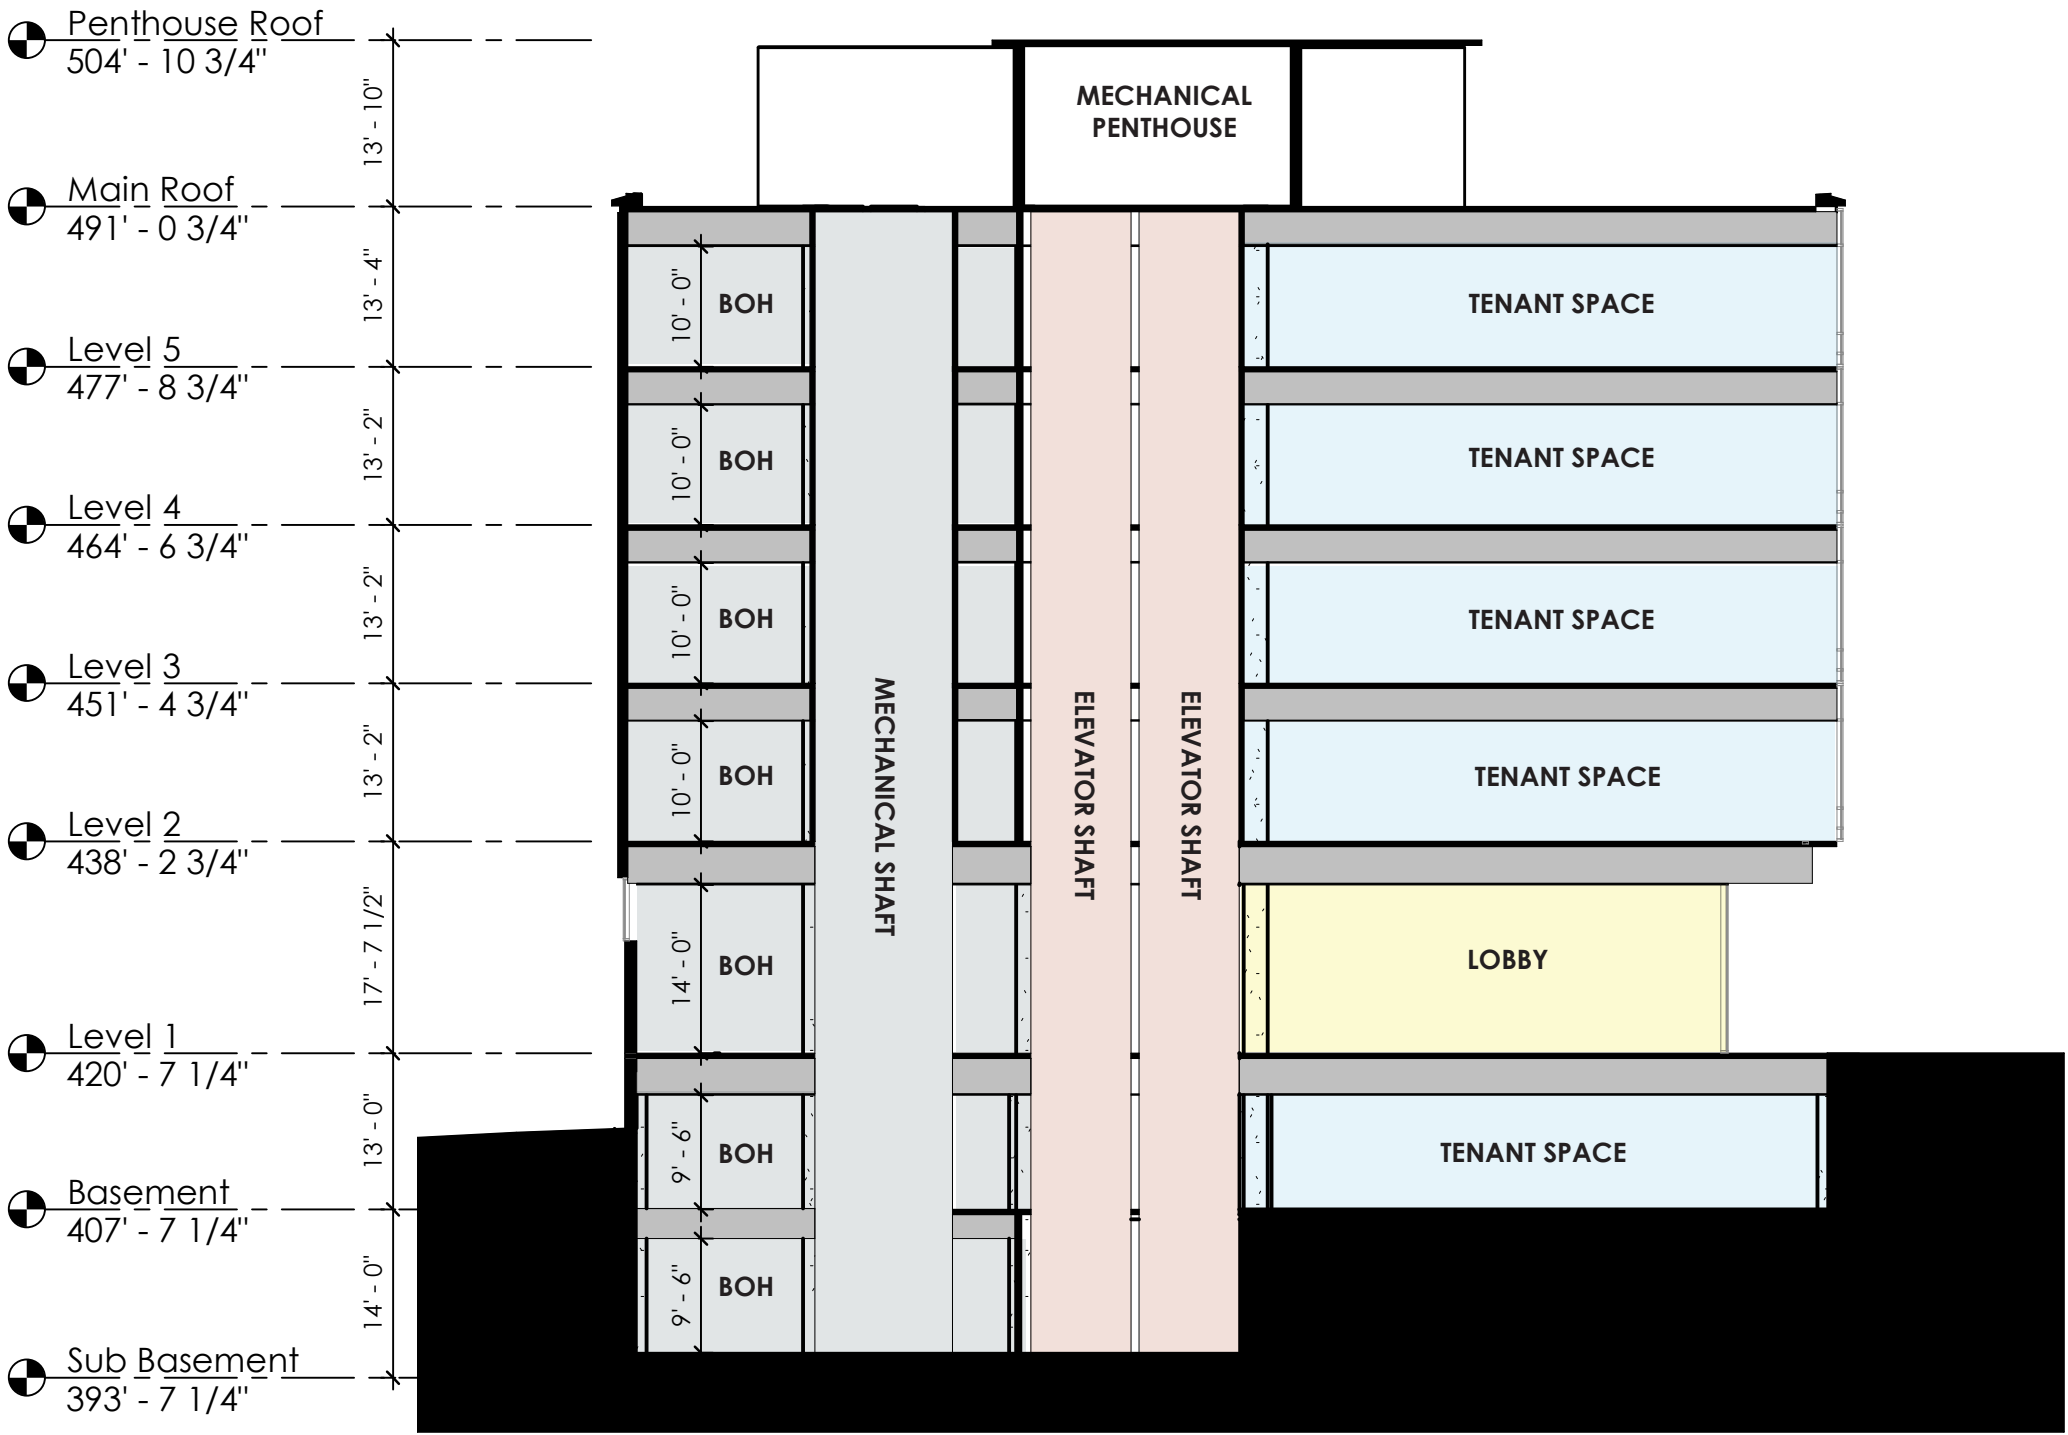 Penthouse Roof
504' - 10 3/4"
13' - 10"
MECHANICAL
PENTHOUSE
Main Roof
491' - 0 3/4"
13' - 4"
10' - 0"
BOH
TENANT SPACE
Level 5
477' - 8 3/4"
13' - 2"
10' - 0"
BOH
TENANT SPACE
Level 4
464' - 6 3/4"
13' - 2"
10' - 0"
BOH
TENANT SPACE
Level 3
451' - 4 3/4"
13' - 2"
10' - 0"
BOH
MECHANICAL SHAFT
ELEVATOR SHAFT
ELEVATOR SHAFT
TENANT SPACE
Level 2
438' - 2 3/4"
17' - 7 1/2"
14' - 0"
BOH
LOBBY
Level 1
420' - 7 1/4"
13' - 0"
9' - 6"
BOH
TENANT SPACE
Basement
407' - 7 1/4"
14' - 0"
9' - 6"
BOH
Sub Basement
393' - 7 1/4"